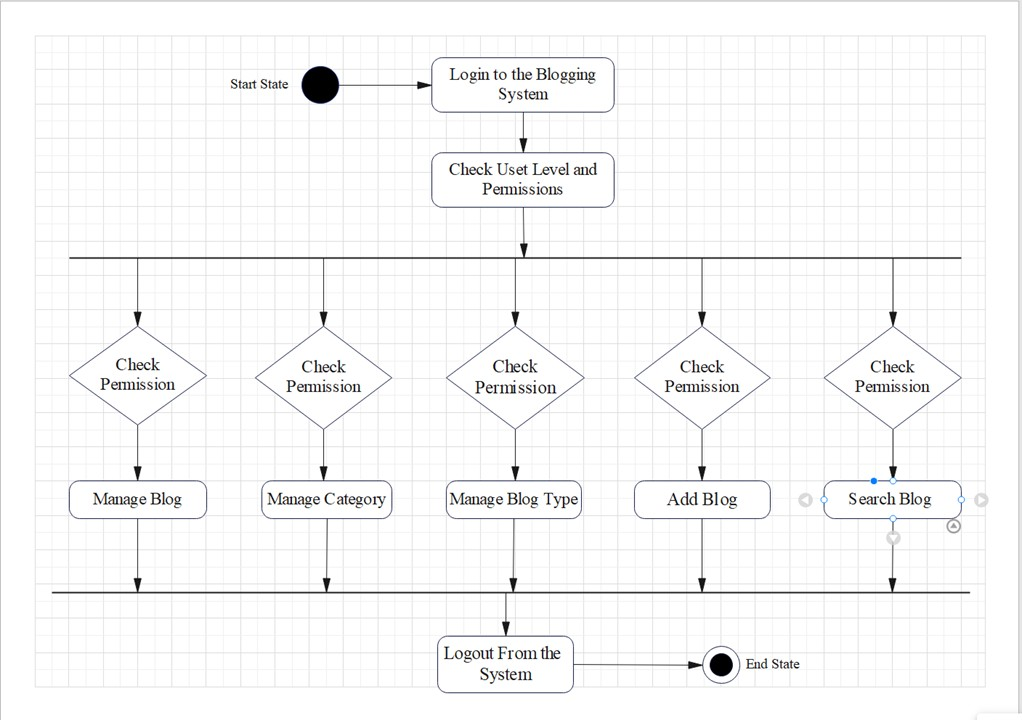 Login to the Blogging
System
Start State
Check Uset Level and
Permissions
Check
Permission
Check
Permission
Check
Permission
Check
Permission
Check
Permission
Manage Blog
Manage Category
Manage Blog Type
Add Blog
Search Blog
Logout From the
System
End State